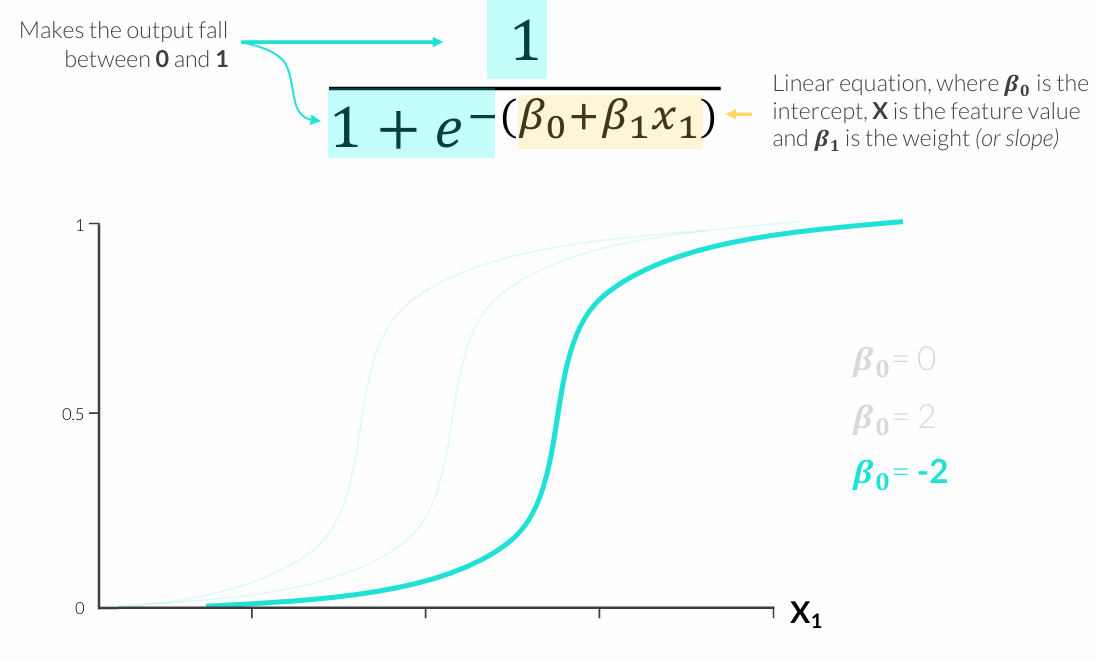 Makes the output fall
between 0 and 1
1
1 + e^−(β₀+β₁x₁)
Linear equation, where β₀ is the
intercept, X is the feature value
and β₁ is the weight (or slope)
1
0.5
0
β₀= 0
β₀= 2
β₀= -2
X₁